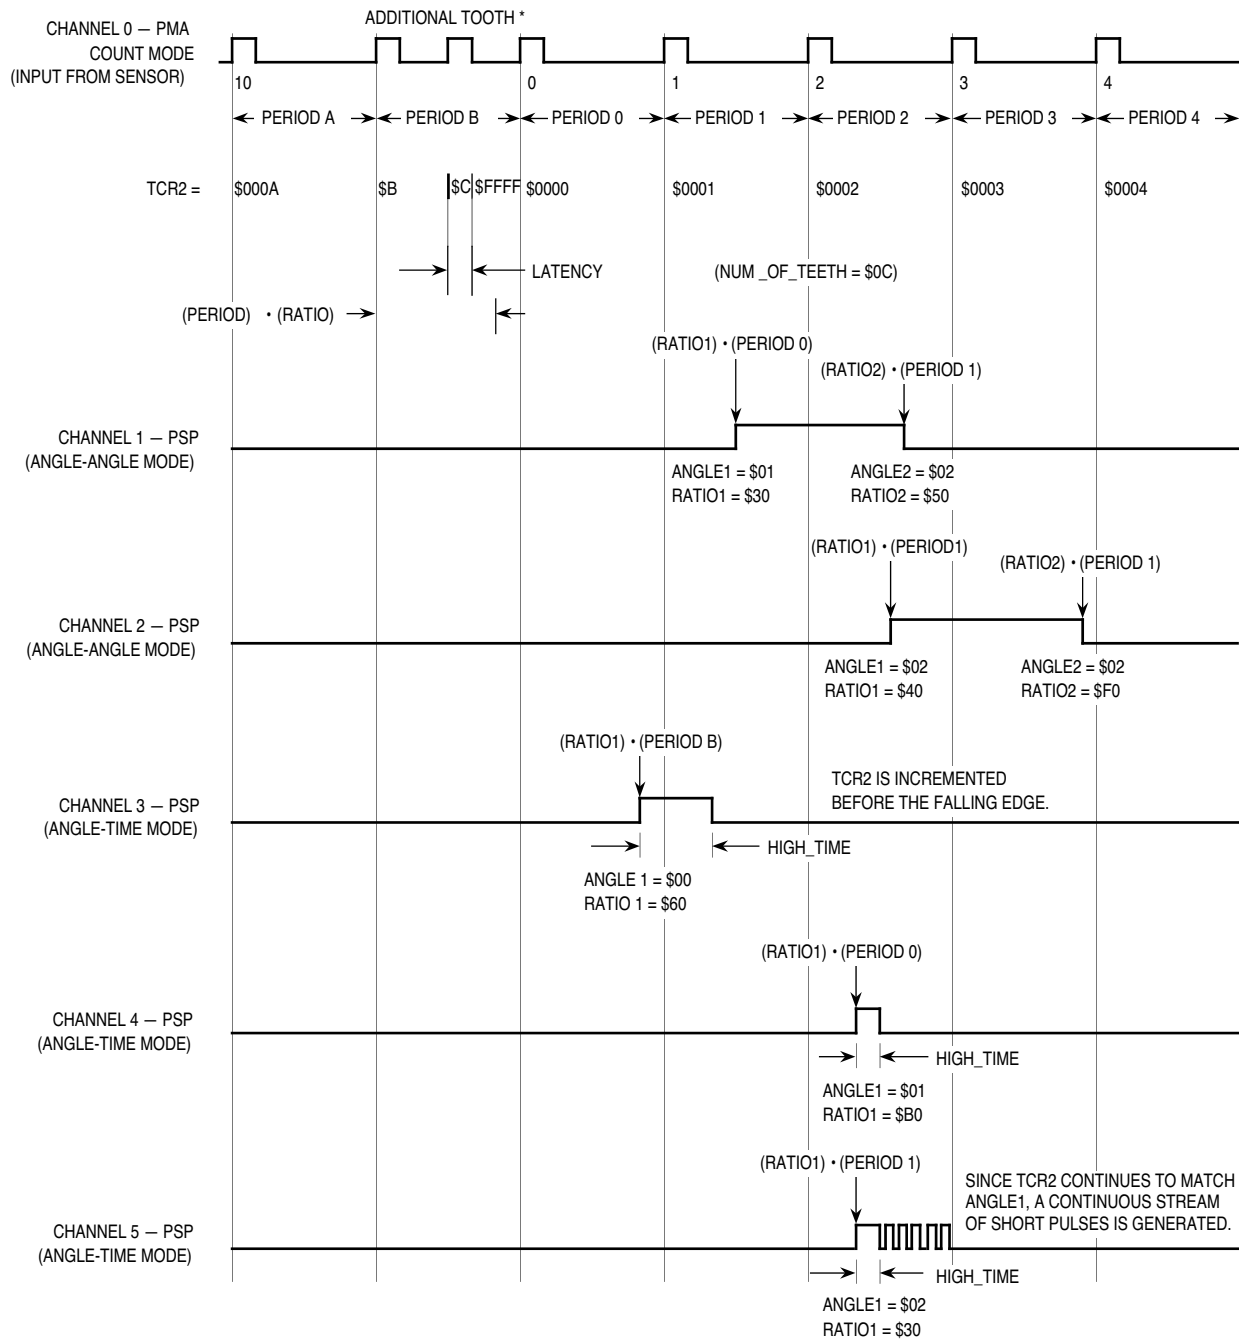 ADDITIONAL TOOTH *
CHANNEL 0 — PMA
COUNT MODE
(INPUT FROM SENSOR)
10
0
1
2
3
4
PERIOD A
PERIOD B
PERIOD 0
PERIOD 1
PERIOD 2
PERIOD 3
PERIOD 4
TCR2 =
$000A
$B
$C
$FFFF
$0000
$0001
$0002
$0003
$0004
LATENCY
(NUM _OF_TEETH = $0C)
(PERIOD) • (RATIO)
(RATIO1) • (PERIOD 0)
(RATIO2) • (PERIOD 1)
CHANNEL 1 — PSP
(ANGLE-ANGLE MODE)
ANGLE1 = $01
RATIO1 = $30
ANGLE2 = $02
RATIO2 = $50
(RATIO1) • (PERIOD1)
(RATIO2) • (PERIOD 1)
CHANNEL 2 — PSP
(ANGLE-ANGLE MODE)
ANGLE1 = $02
RATIO1 = $40
ANGLE2 = $02
RATIO2 = $F0
(RATIO1) • (PERIOD B)
CHANNEL 3 — PSP
(ANGLE-TIME MODE)
TCR2 IS INCREMENTED
BEFORE THE FALLING EDGE.
HIGH_TIME
ANGLE 1 = $00
RATIO 1 = $60
(RATIO1) • (PERIOD 0)
CHANNEL 4 — PSP
(ANGLE-TIME MODE)
HIGH_TIME
ANGLE1 = $01
RATIO1 = $B0
(RATIO1) • (PERIOD 1)
SINCE TCR2 CONTINUES TO MATCH
ANGLE1, A CONTINUOUS STREAM
OF SHORT PULSES IS GENERATED.
CHANNEL 5 — PSP
(ANGLE-TIME MODE)
HIGH_TIME
ANGLE1 = $02
RATIO1 = $30